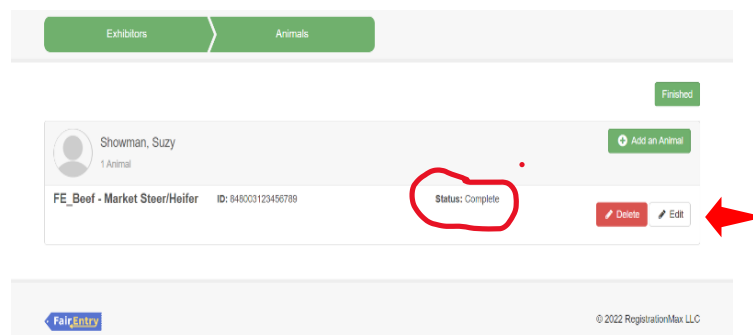 Exhibitors Animals
Finished
Showman, Suzy
Add an Animal
1 Animal
FE_Beef - Market Steer/Heifer ID: 848003123456789 Status: Complete
Delete Edit
FairEntry © 2022 RegistrationMax LLC